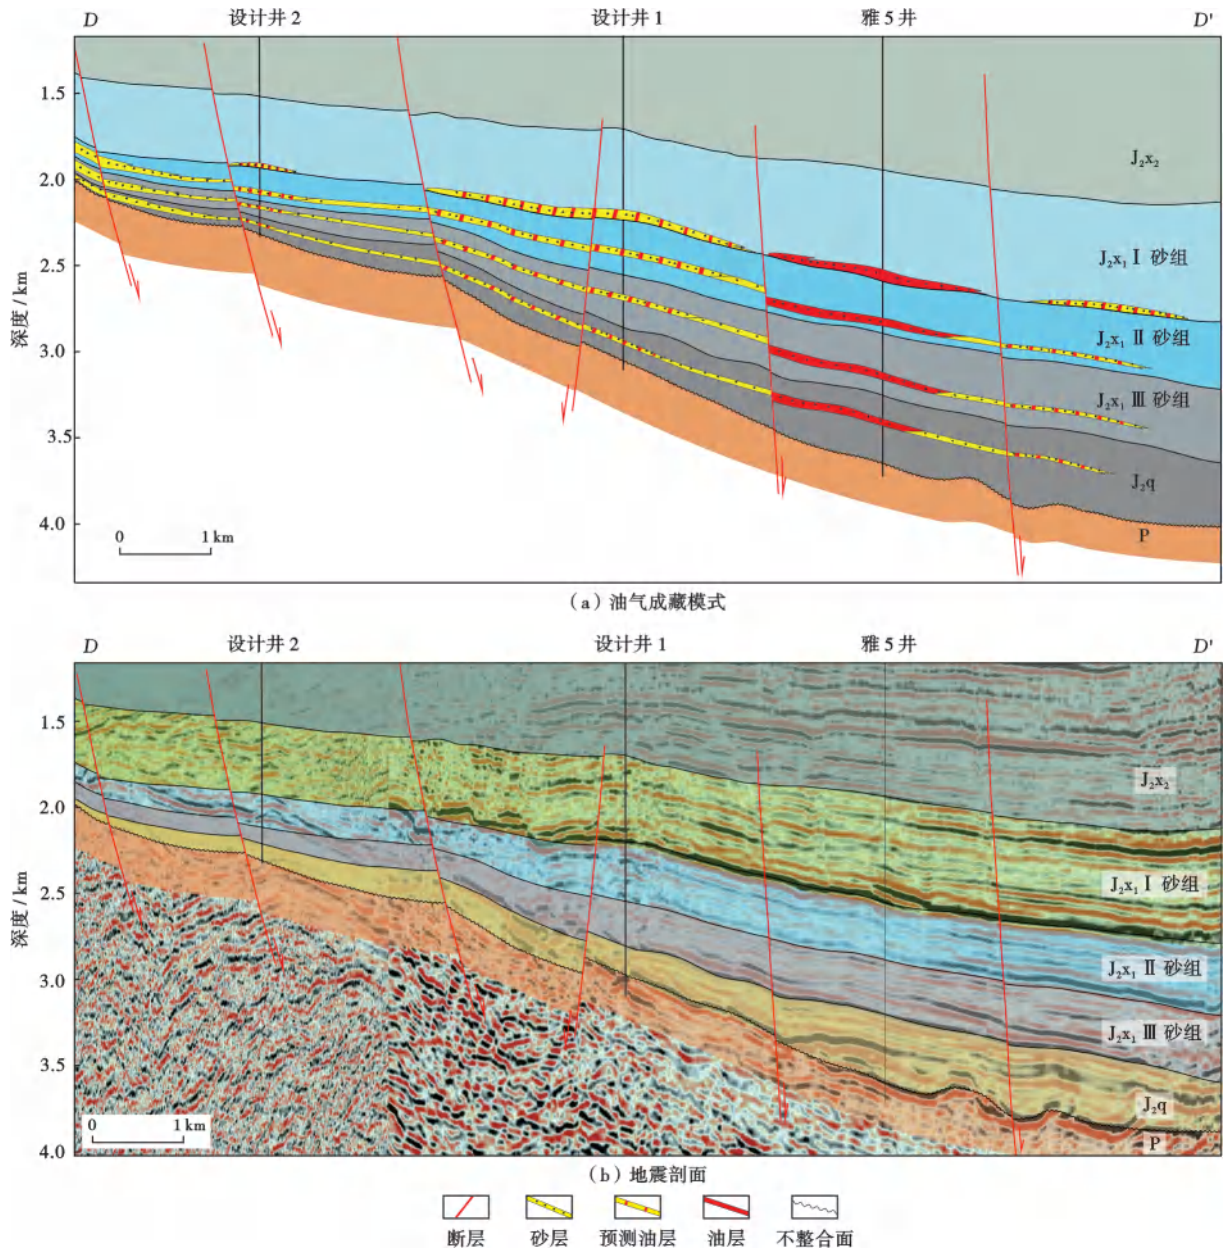 D 设计井 2 设计井 1 雅 5 井 D'
1.5
2.0
2.5
3.0
3.5
4.0
深度 / km
J₂x₂
J₂x₁ Ⅰ 砂组
J₂x₁ Ⅱ 砂组
J₂x₁ Ⅲ 砂组
J₂q
P
0 1 km
(a) 油气成藏模式
D 设计井 2 设计井 1 雅 5 井 D'
1.5
2.0
2.5
3.0
3.5
4.0
深度 / km
J₂x₂
J₂x₁ Ⅰ 砂组
J₂x₁ Ⅱ 砂组
J₂x₁ Ⅲ 砂组
J₂q
P
0 1 km
(b) 地震剖面
断层 砂层 预测油层 油层 不整合面